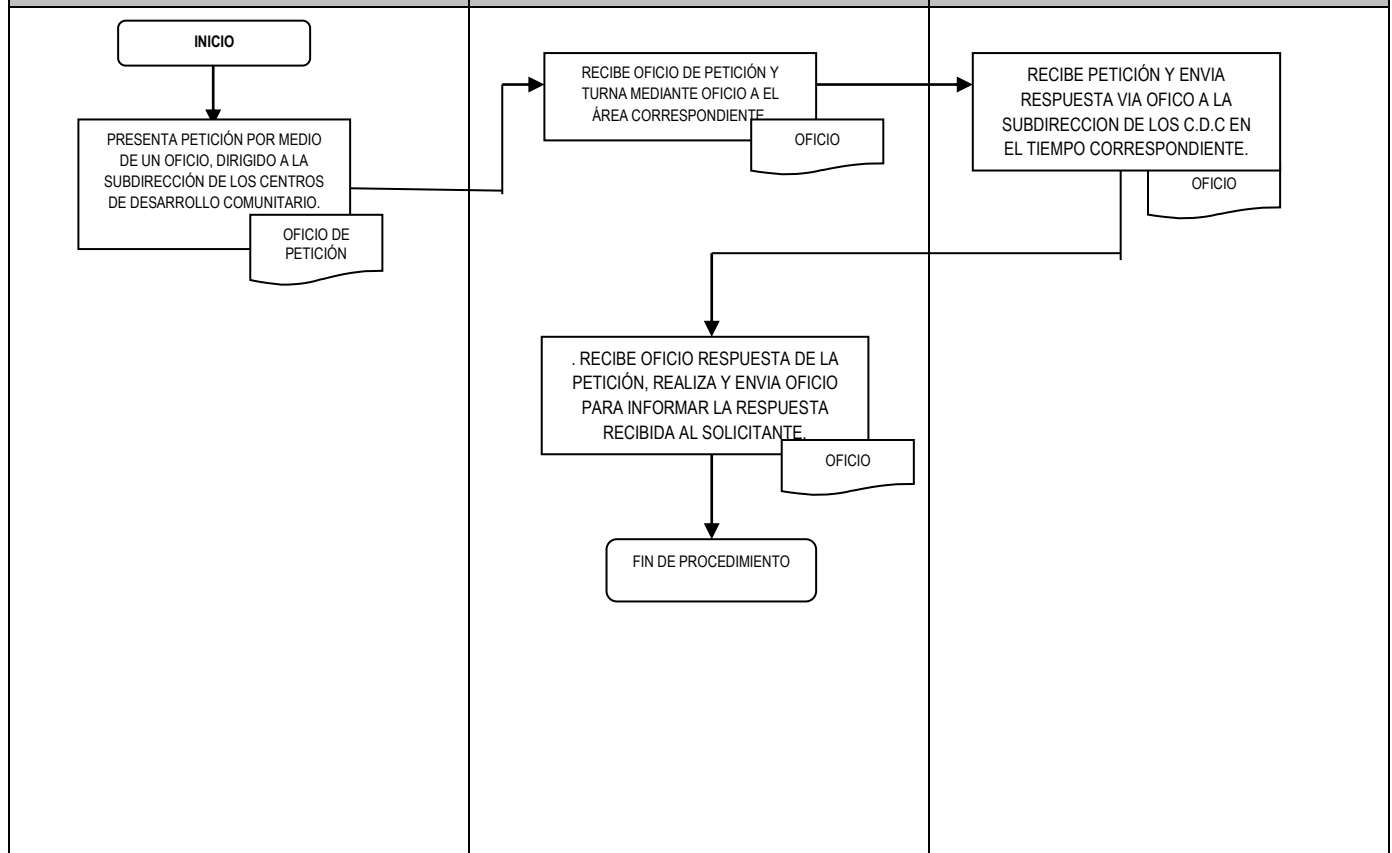 INICIO
PRESENTA PETICIÓN POR MEDIO
DE UN OFICIO, DIRIGIDO A LA
SUBDIRECCIÓN DE LOS CENTROS
DE DESARROLLO COMUNITARIO.
OFICIO DE
PETICIÓN
RECIBE OFICIO DE PETICIÓN Y
TURNA MEDIANTE OFICIO A EL
ÁREA CORRESPONDIENTE
OFICIO
RECIBE PETICIÓN Y ENVIA
RESPUESTA VIA OFICO A LA
SUBDIRECCION DE LOS C.D.C EN
EL TIEMPO CORRESPONDIENTE.
OFICIO
. RECIBE OFICIO RESPUESTA DE LA
PETICIÓN, REALIZA Y ENVIA OFICIO
PARA INFORMAR LA RESPUESTA
RECIBIDA AL SOLICITANTE.
OFICIO
FIN DE PROCEDIMIENTO